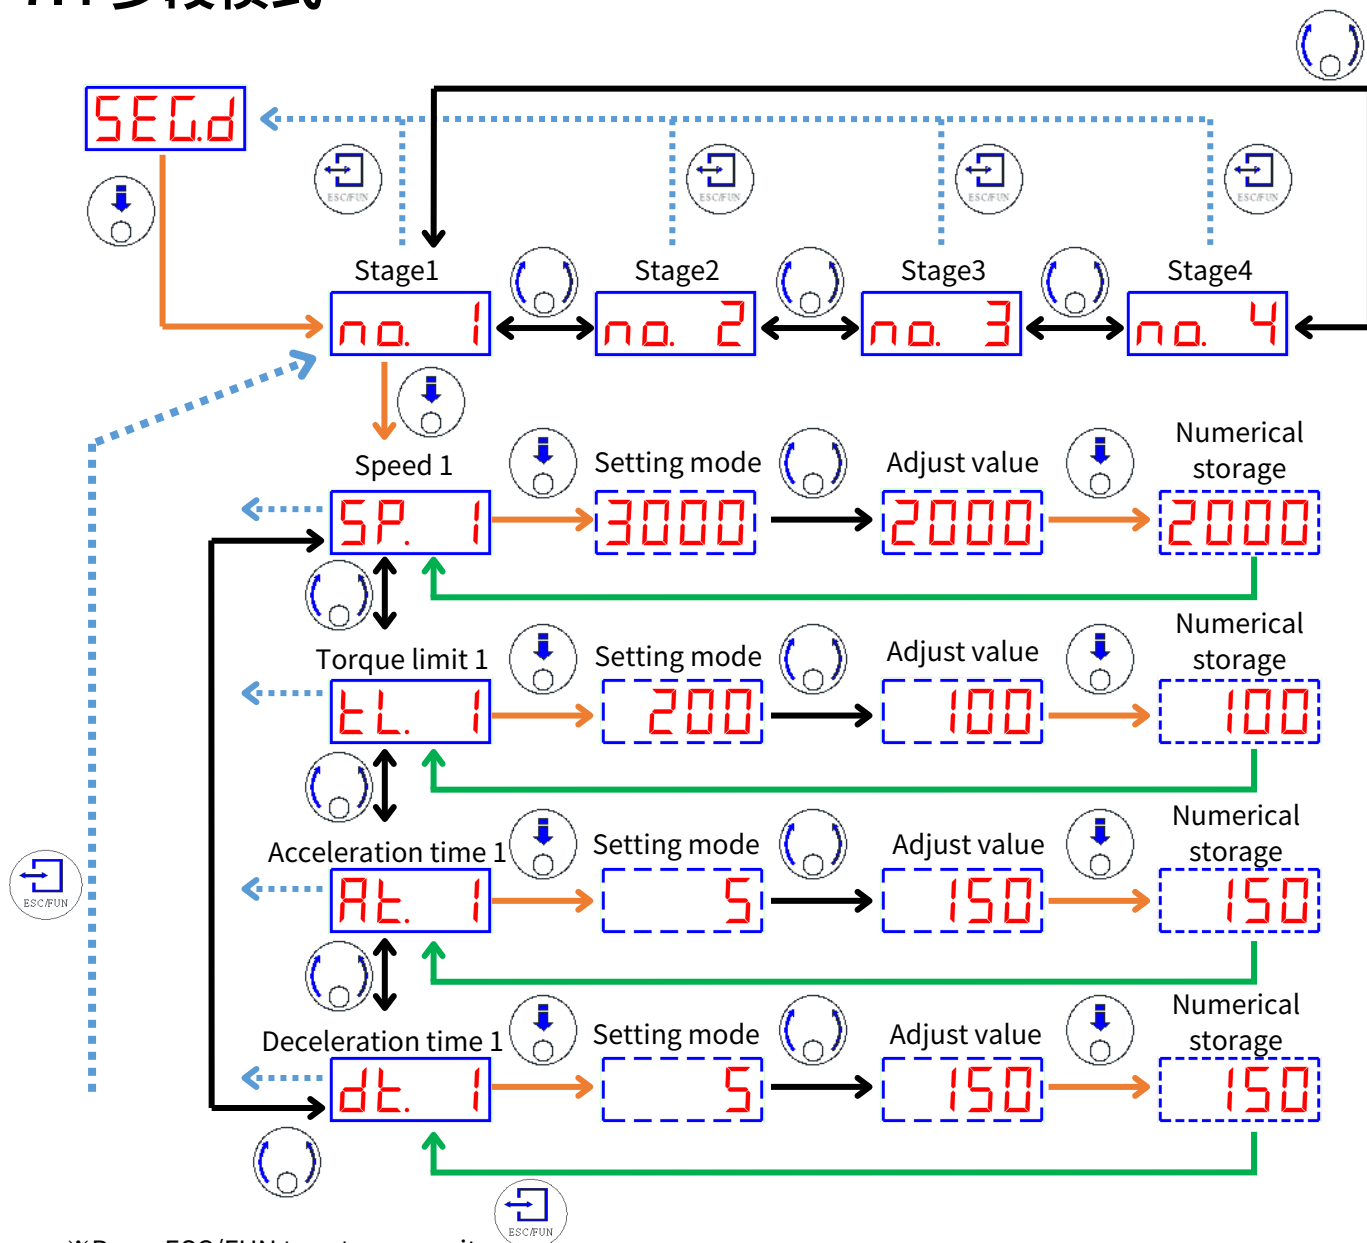 SEG.d
ESC/FUN
ESC/FUN
ESC/FUN
ESC/FUN
Stage1
Stage2
Stage3
Stage4
no. 1
no. 2
no. 3
no. 4
Speed 1
Setting mode
Adjust value
Numerical
storage
SP. 1
3000
2000
2000
Torque limit 1
Setting mode
Adjust value
Numerical
storage
tL. 1
200
100
100
Acceleration time 1
Setting mode
Adjust value
Numerical
storage
At. 1
5
150
150
ESC/FUN
Deceleration time 1
Setting mode
Adjust value
Numerical
storage
dt. 1
5
150
150
ESC/FUN